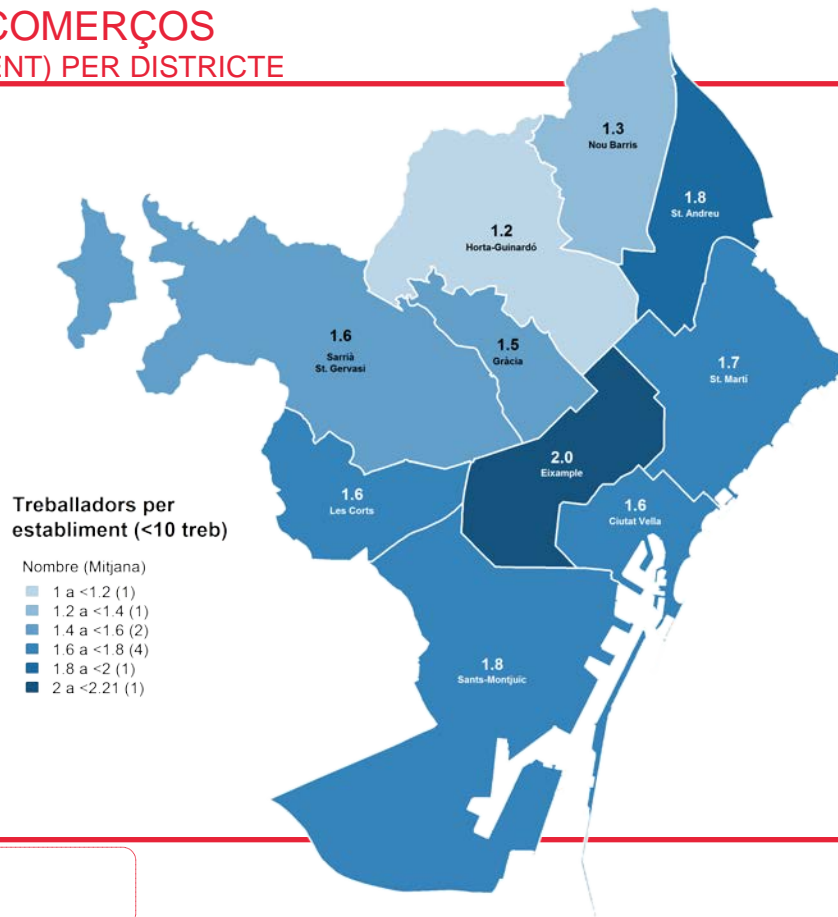 COMERÇOS
ENT) PER DISTRICTE
1.3
Nou Barris
1.8
St. Andreu
1.2
Horta-Guinardó
1.6
Sarrià
St. Gervasi
1.5
Gràcia
1.7
St. Martí
2.0
Eixample
1.6
Les Corts
1.6
Ciutat Vella
1.8
Sants-Montjuïc
Treballadors per
establiment (<10 treb)
Nombre (Mitjana)
1 a <1.2 (1)
1.2 a <1.4 (1)
1.4 a <1.6 (2)
1.6 a <1.8 (4)
1.8 a <2 (1)
2 a <2.21 (1)